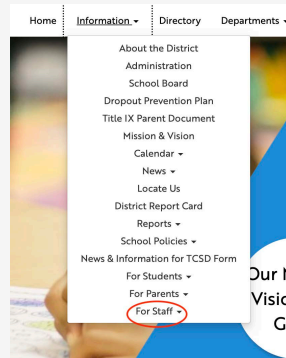 Home Information Directory Departments
About the District
Administration
School Board
Dropout Prevention Plan
Title IX Parent Document
Mission & Vision
Calendar
News
Locate Us
District Report Card
Reports
School Policies
News & Information for TCSD Form
For Students
For Parents
For Staff